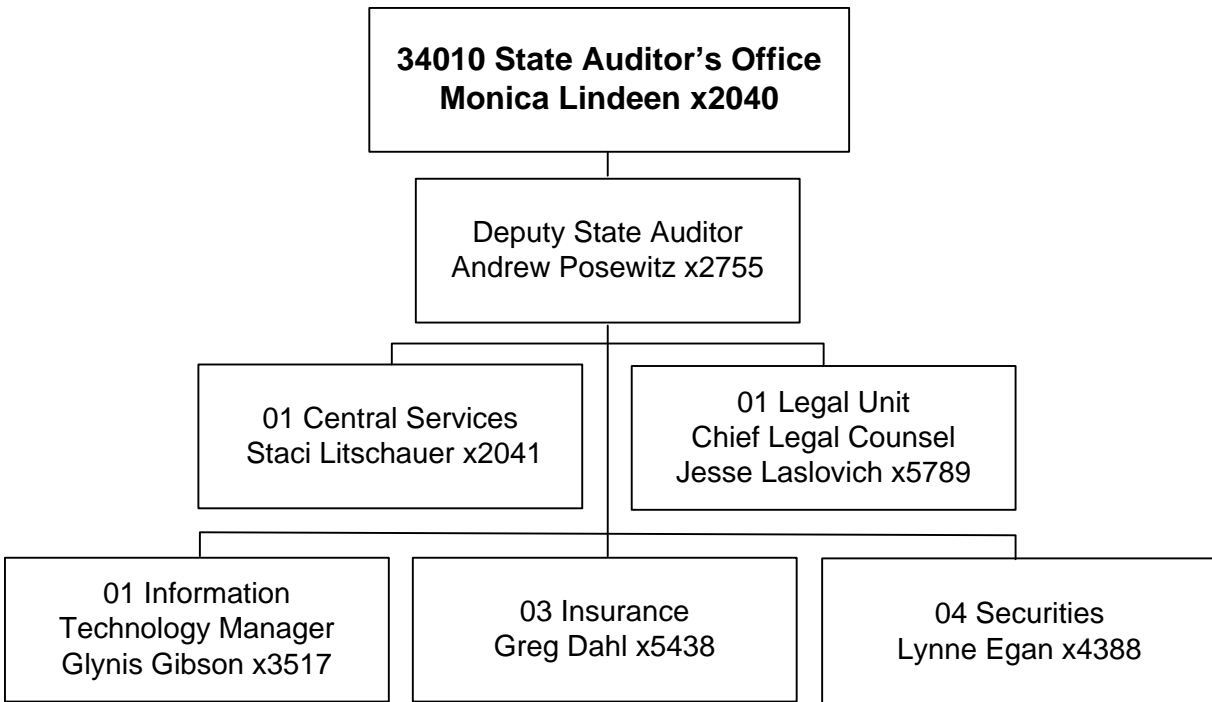 34010 State Auditor’s Office
Monica Lindeen x2040
Deputy State Auditor
Andrew Posewitz x2755
01 Central Services
Staci Litschauer x2041
01 Legal Unit
Chief Legal Counsel
Jesse Laslovich x5789
01 Information
Technology Manager
Glynis Gibson x3517
03 Insurance
Greg Dahl x5438
04 Securities
Lynne Egan x4388